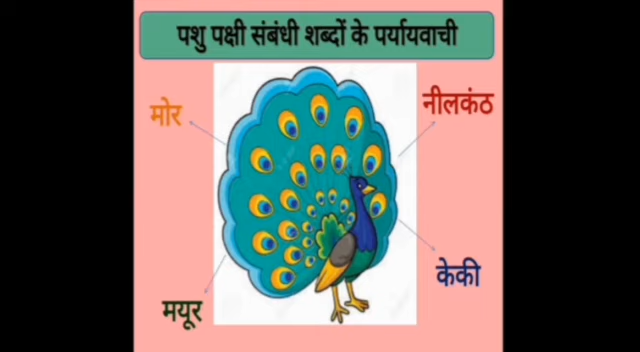 पशु पक्षी संबंधी शब्दों के पर्यायवाची
मोर
नीलकंठ
केकी
मयूर